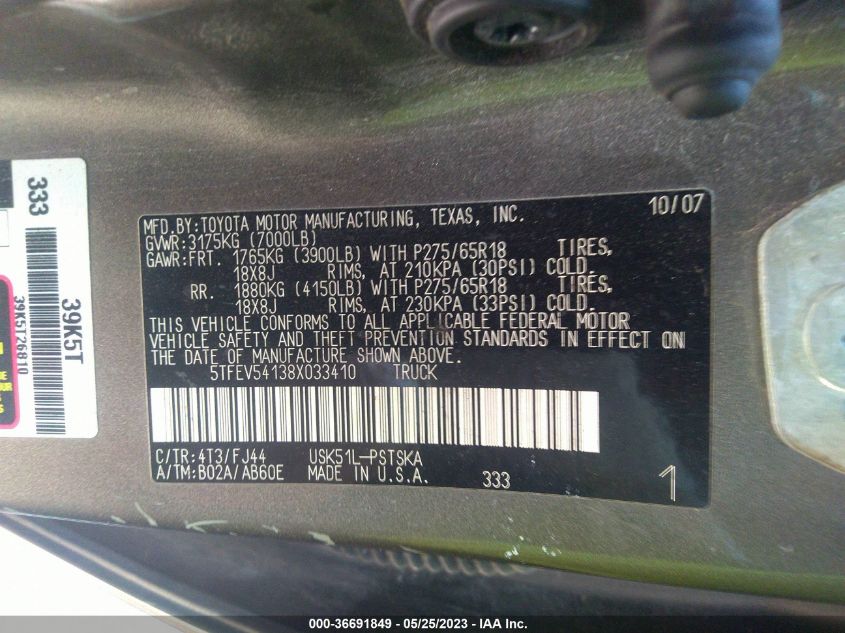 MFD.BY:TOYOTA MOTOR MANUFACTURING, TEXAS, INC. 10/07
GVWR:3175KG (7000LB)
GAWR:FRT. 1765KG (3900LB) WITH P275/65R18 TIRES,
18X8J RIMS, AT 210KPA (30PSI) COLD.
RR. 1880KG (4150LB) WITH P275/65R18 TIRES,
18X8J RIMS, AT 230KPA (33PSI) COLD.
THIS VEHICLE CONFORMS TO ALL APPLICABLE FEDERAL MOTOR
VEHICLE SAFETY AND THEFT PREVENTION STANDARDS IN EFFECT ON
THE DATE OF MANUFACTURE SHOWN ABOVE.
5TFEV54138X033410 TRUCK
C/TR:4T3/FJ44 USK51L-PSTSKA
A/TM:B02A/AB60E MADE IN U.S.A. 333 1
333
39K5T
39K5T26810
000-36691849 / 05/25/2023 - IAA Inc.